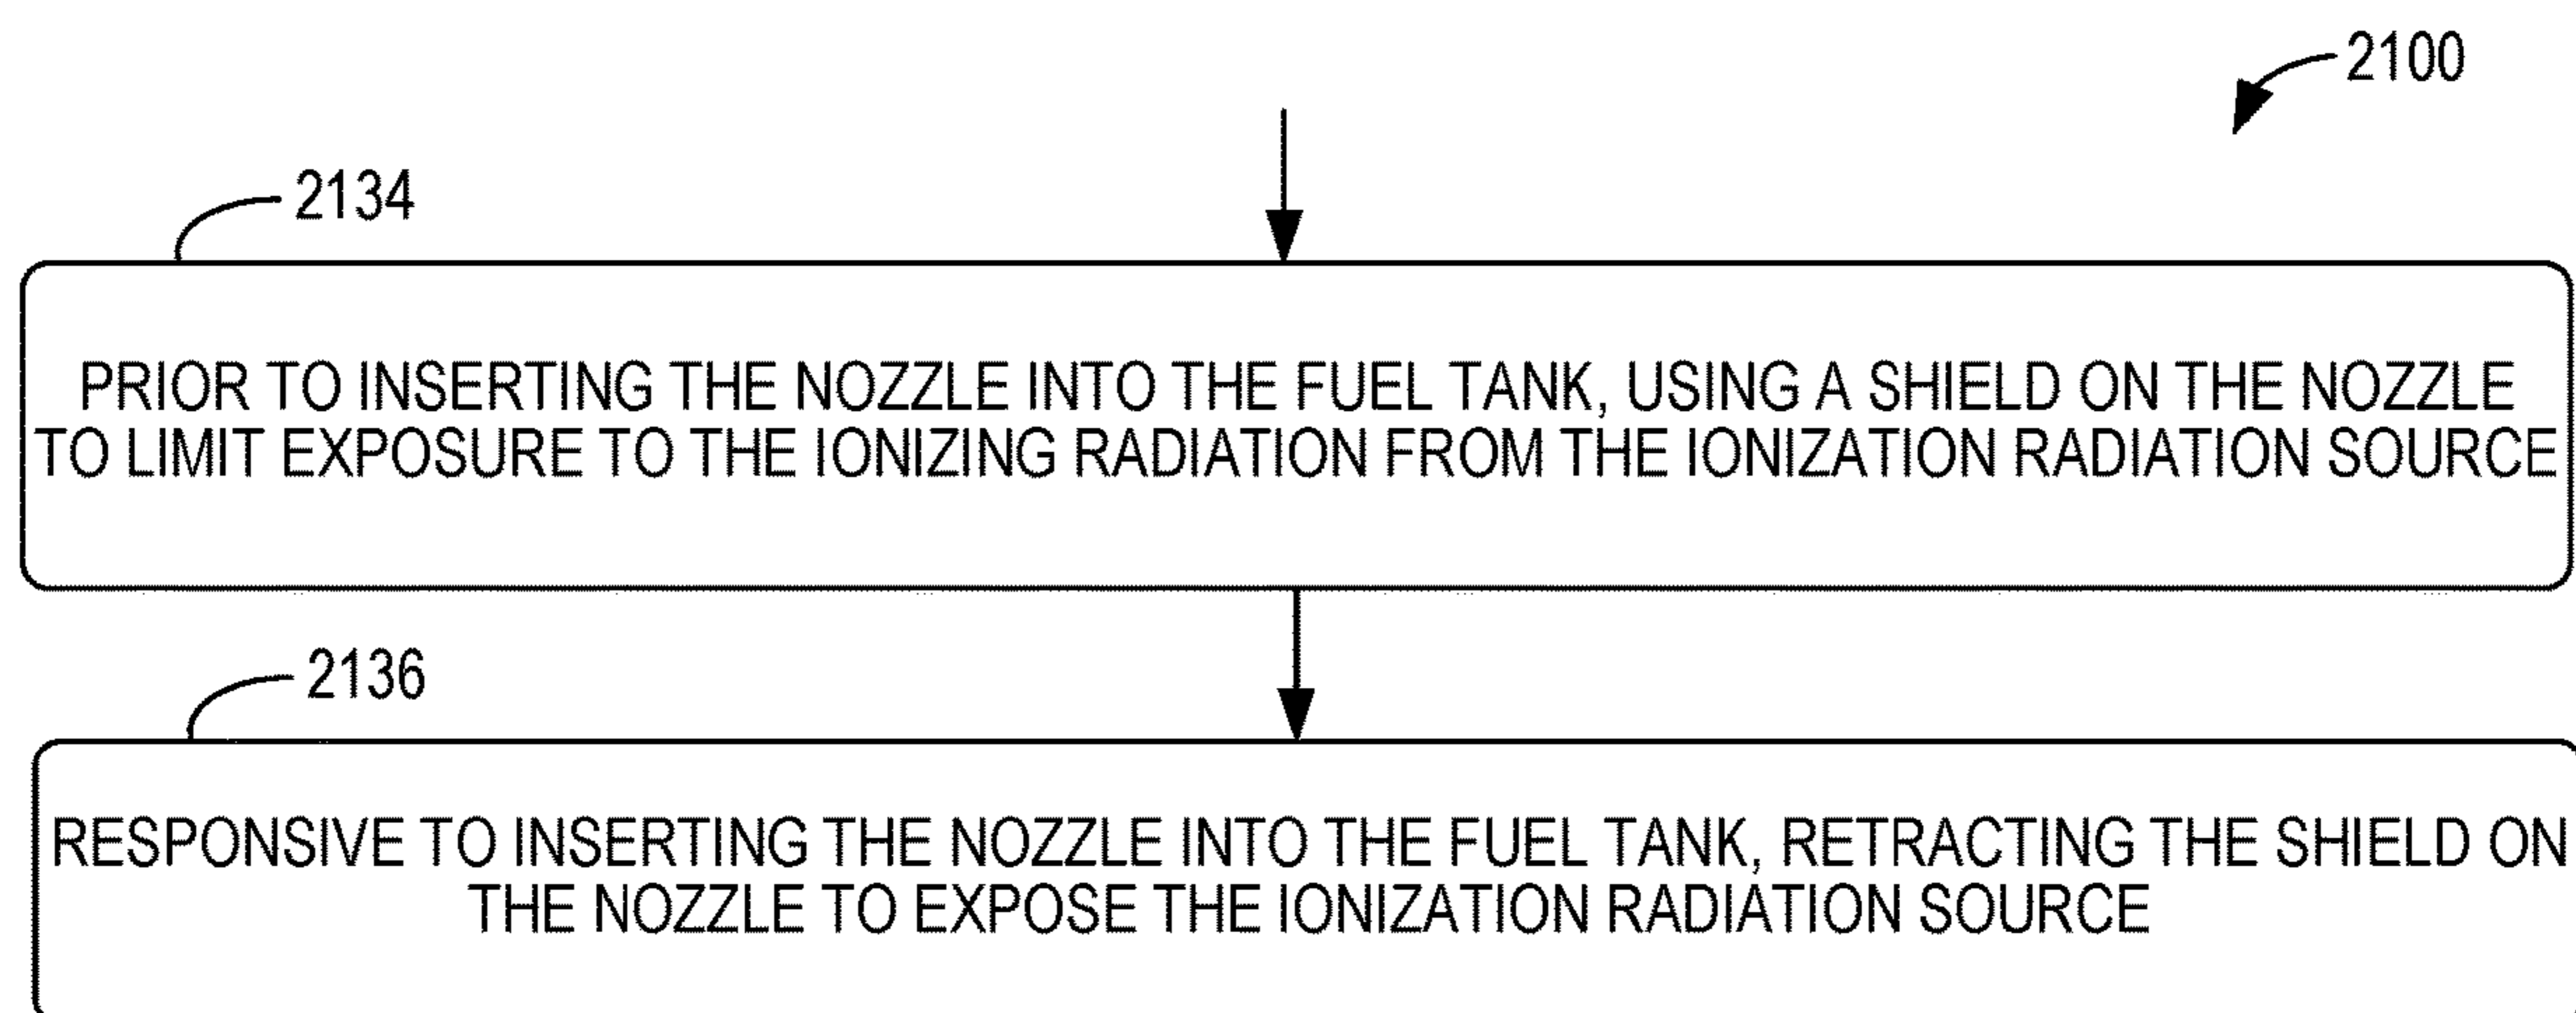 2100
2134
PRIOR TO INSERTING THE NOZZLE INTO THE FUEL TANK, USING A SHIELD ON THE NOZZLE
TO LIMIT EXPOSURE TO THE IONIZING RADIATION FROM THE IONIZATION RADIATION SOURCE
2136
RESPONSIVE TO INSERTING THE NOZZLE INTO THE FUEL TANK, RETRACTING THE SHIELD ON
THE NOZZLE TO EXPOSE THE IONIZATION RADIATION SOURCE